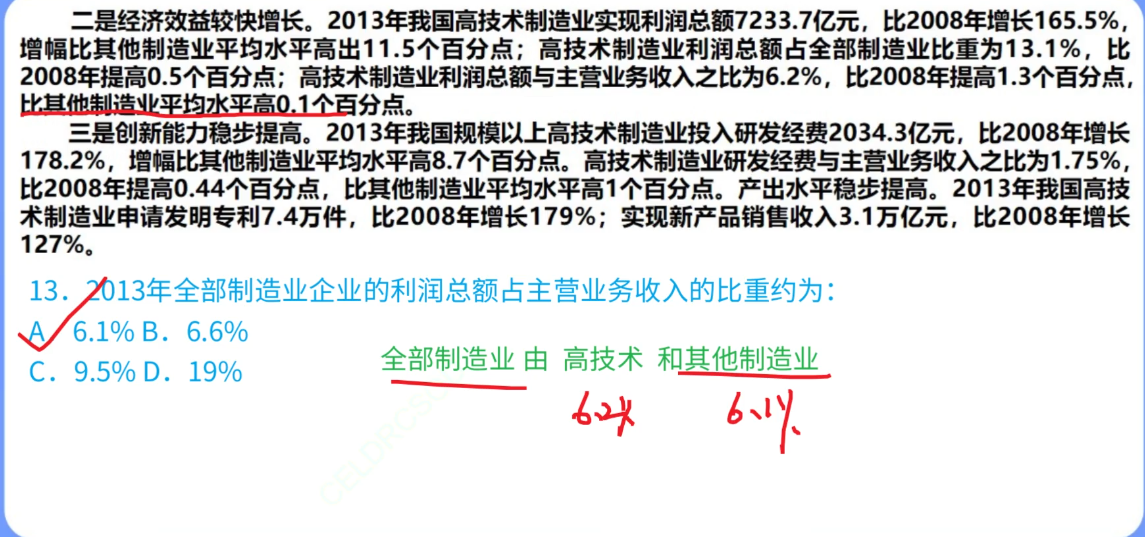 二是经济效益较快增长。2013年我国高技术制造业实现利润总额7233.7亿元，比2008年增长165.5%，
增幅比其他制造业平均水平高出11.5个百分点；高技术制造业利润总额占全部制造业比重为13.1%，比
2008年提高0.5个百分点；高技术制造业利润总额与主营业务收入之比为6.2%，比2008年提高1.3个百分点，
比其他制造业平均水平高0.1个百分点。
三是创新能力稳步提高。2013年我国规模以上高技术制造业投入研发经费2034.3亿元，比2008年增长
178.2%，增幅比其他制造业平均水平高8.7个百分点。高技术制造业研发经费与主营业务收入之比为1.75%，
比2008年提高0.44个百分点，比其他制造业平均水平高1个百分点。产出水平稳步提高。2013年我国高技
术制造业申请发明专利7.4万件，比2008年增长179%；实现新产品销售收入3.1万亿元，比2008年增长
127%。
13．2013年全部制造业企业的利润总额占主营业务收入的比重约为：
A．6.1% B．6.6%
C．9.5% D．19%
全部制造业 由 高技术 和其他制造业
6.2% 6.1%